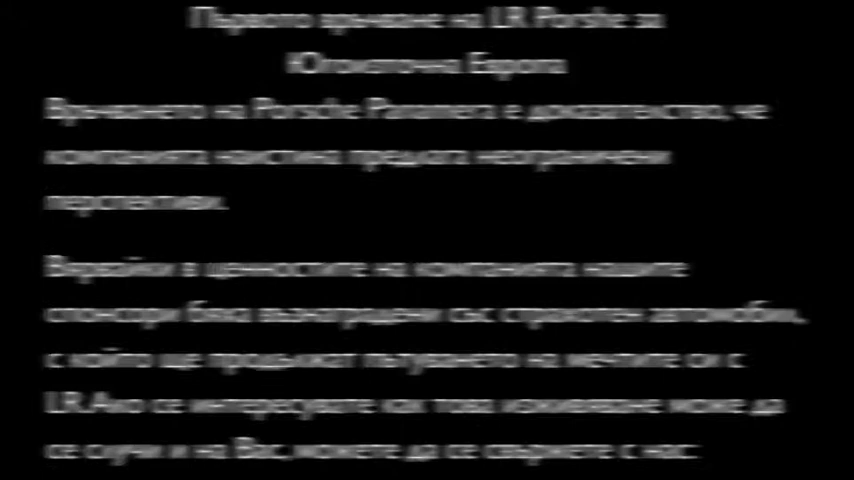 Първото връчване на LR Porshe за
Югоизточна Европа
Връчването на Porsche Panamera е доказателство, че
компанията наистина предлага неограничени
перспективи.
Вярвайки в ценностите на компанията нашите
спонсори бяха възнаградени със страхотен автомобил,
с който ще продължат пътуването на мечтите си с
LR.Ако се интересувате как това изживяване може да
се случи и на Вас, можете да се свържете с нас